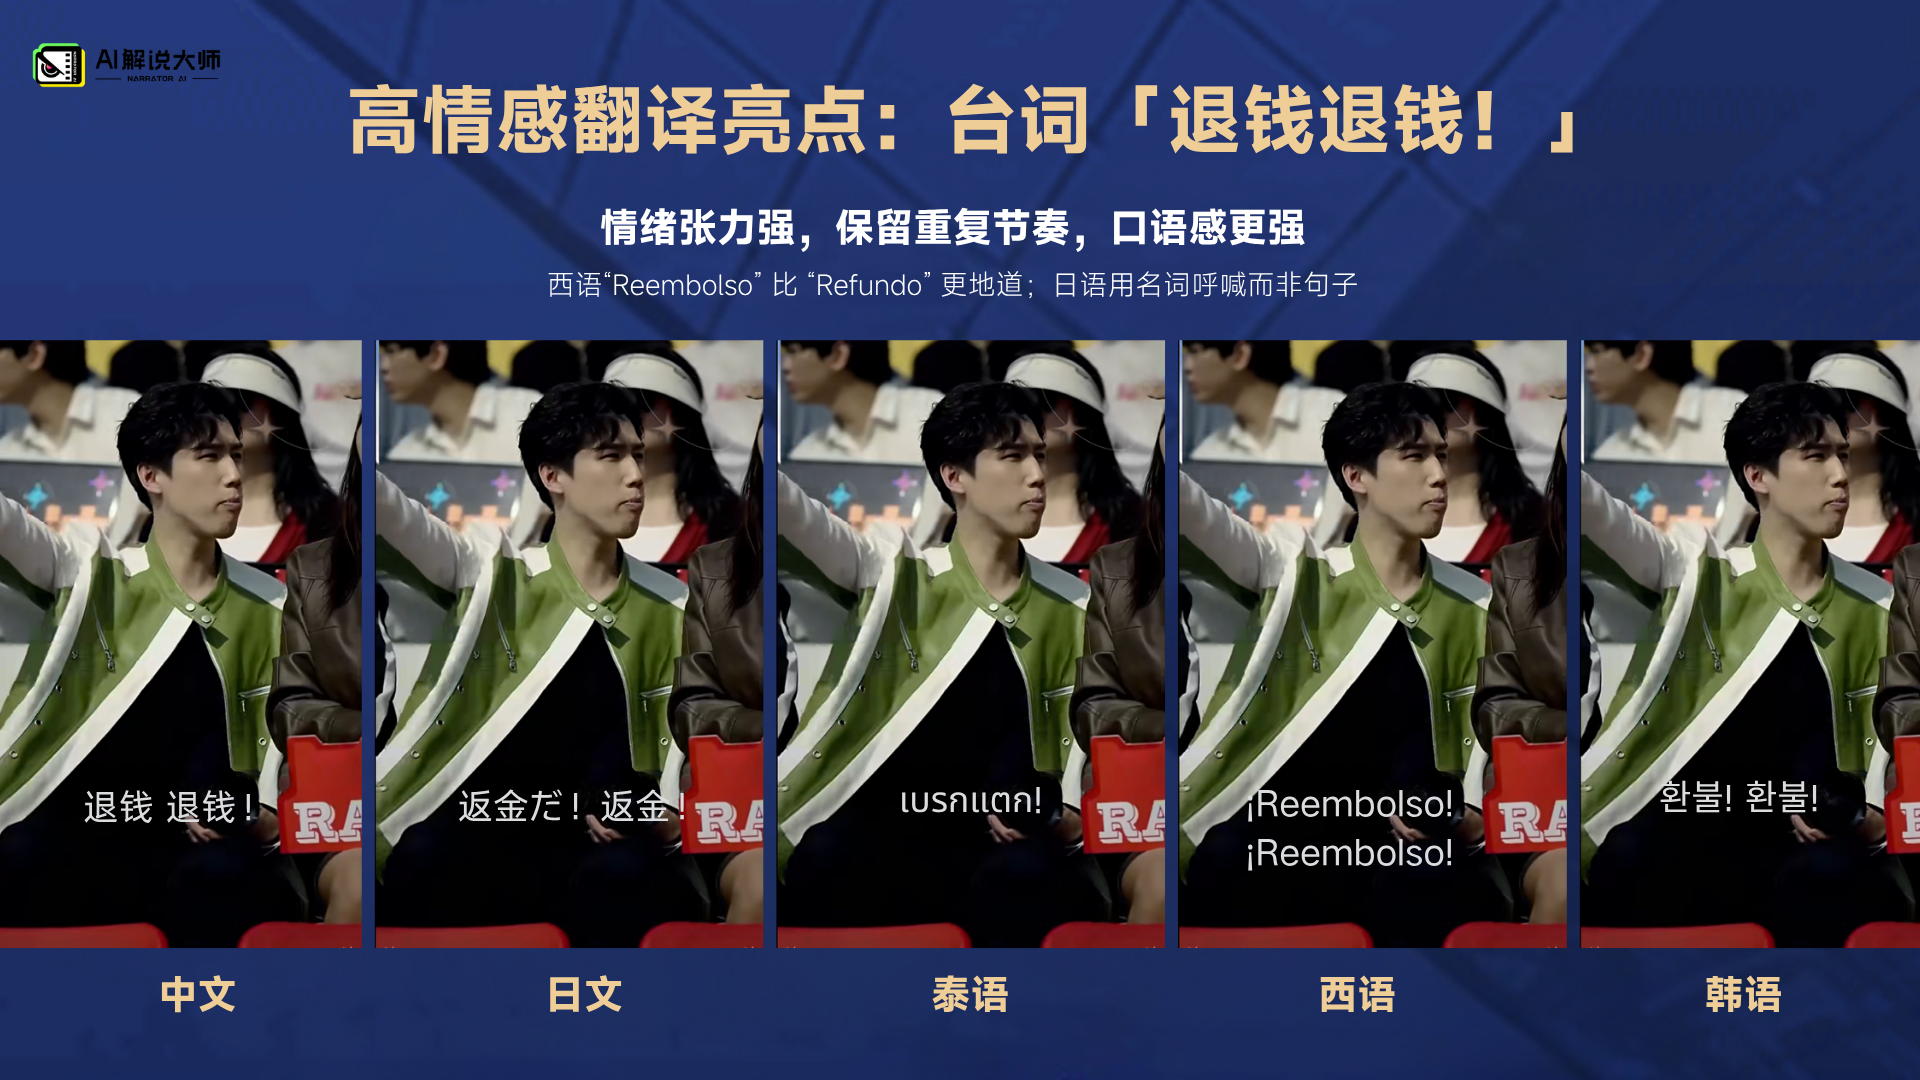 AI解说大师
NARRATOR AI
高情感翻译亮点：台词「退钱退钱！」
情绪张力强，保留重复节奏，口语感更强
西语“Reembolso” 比 “Refundo” 更地道；日语用名词呼喊而非句子
退钱 退钱！
返金だ！返金！
เบรกแตก!
¡Reembolso!
¡Reembolso!
환불! 환불!
RA
RA
RA
RA
中文
日文
泰语
西语
韩语